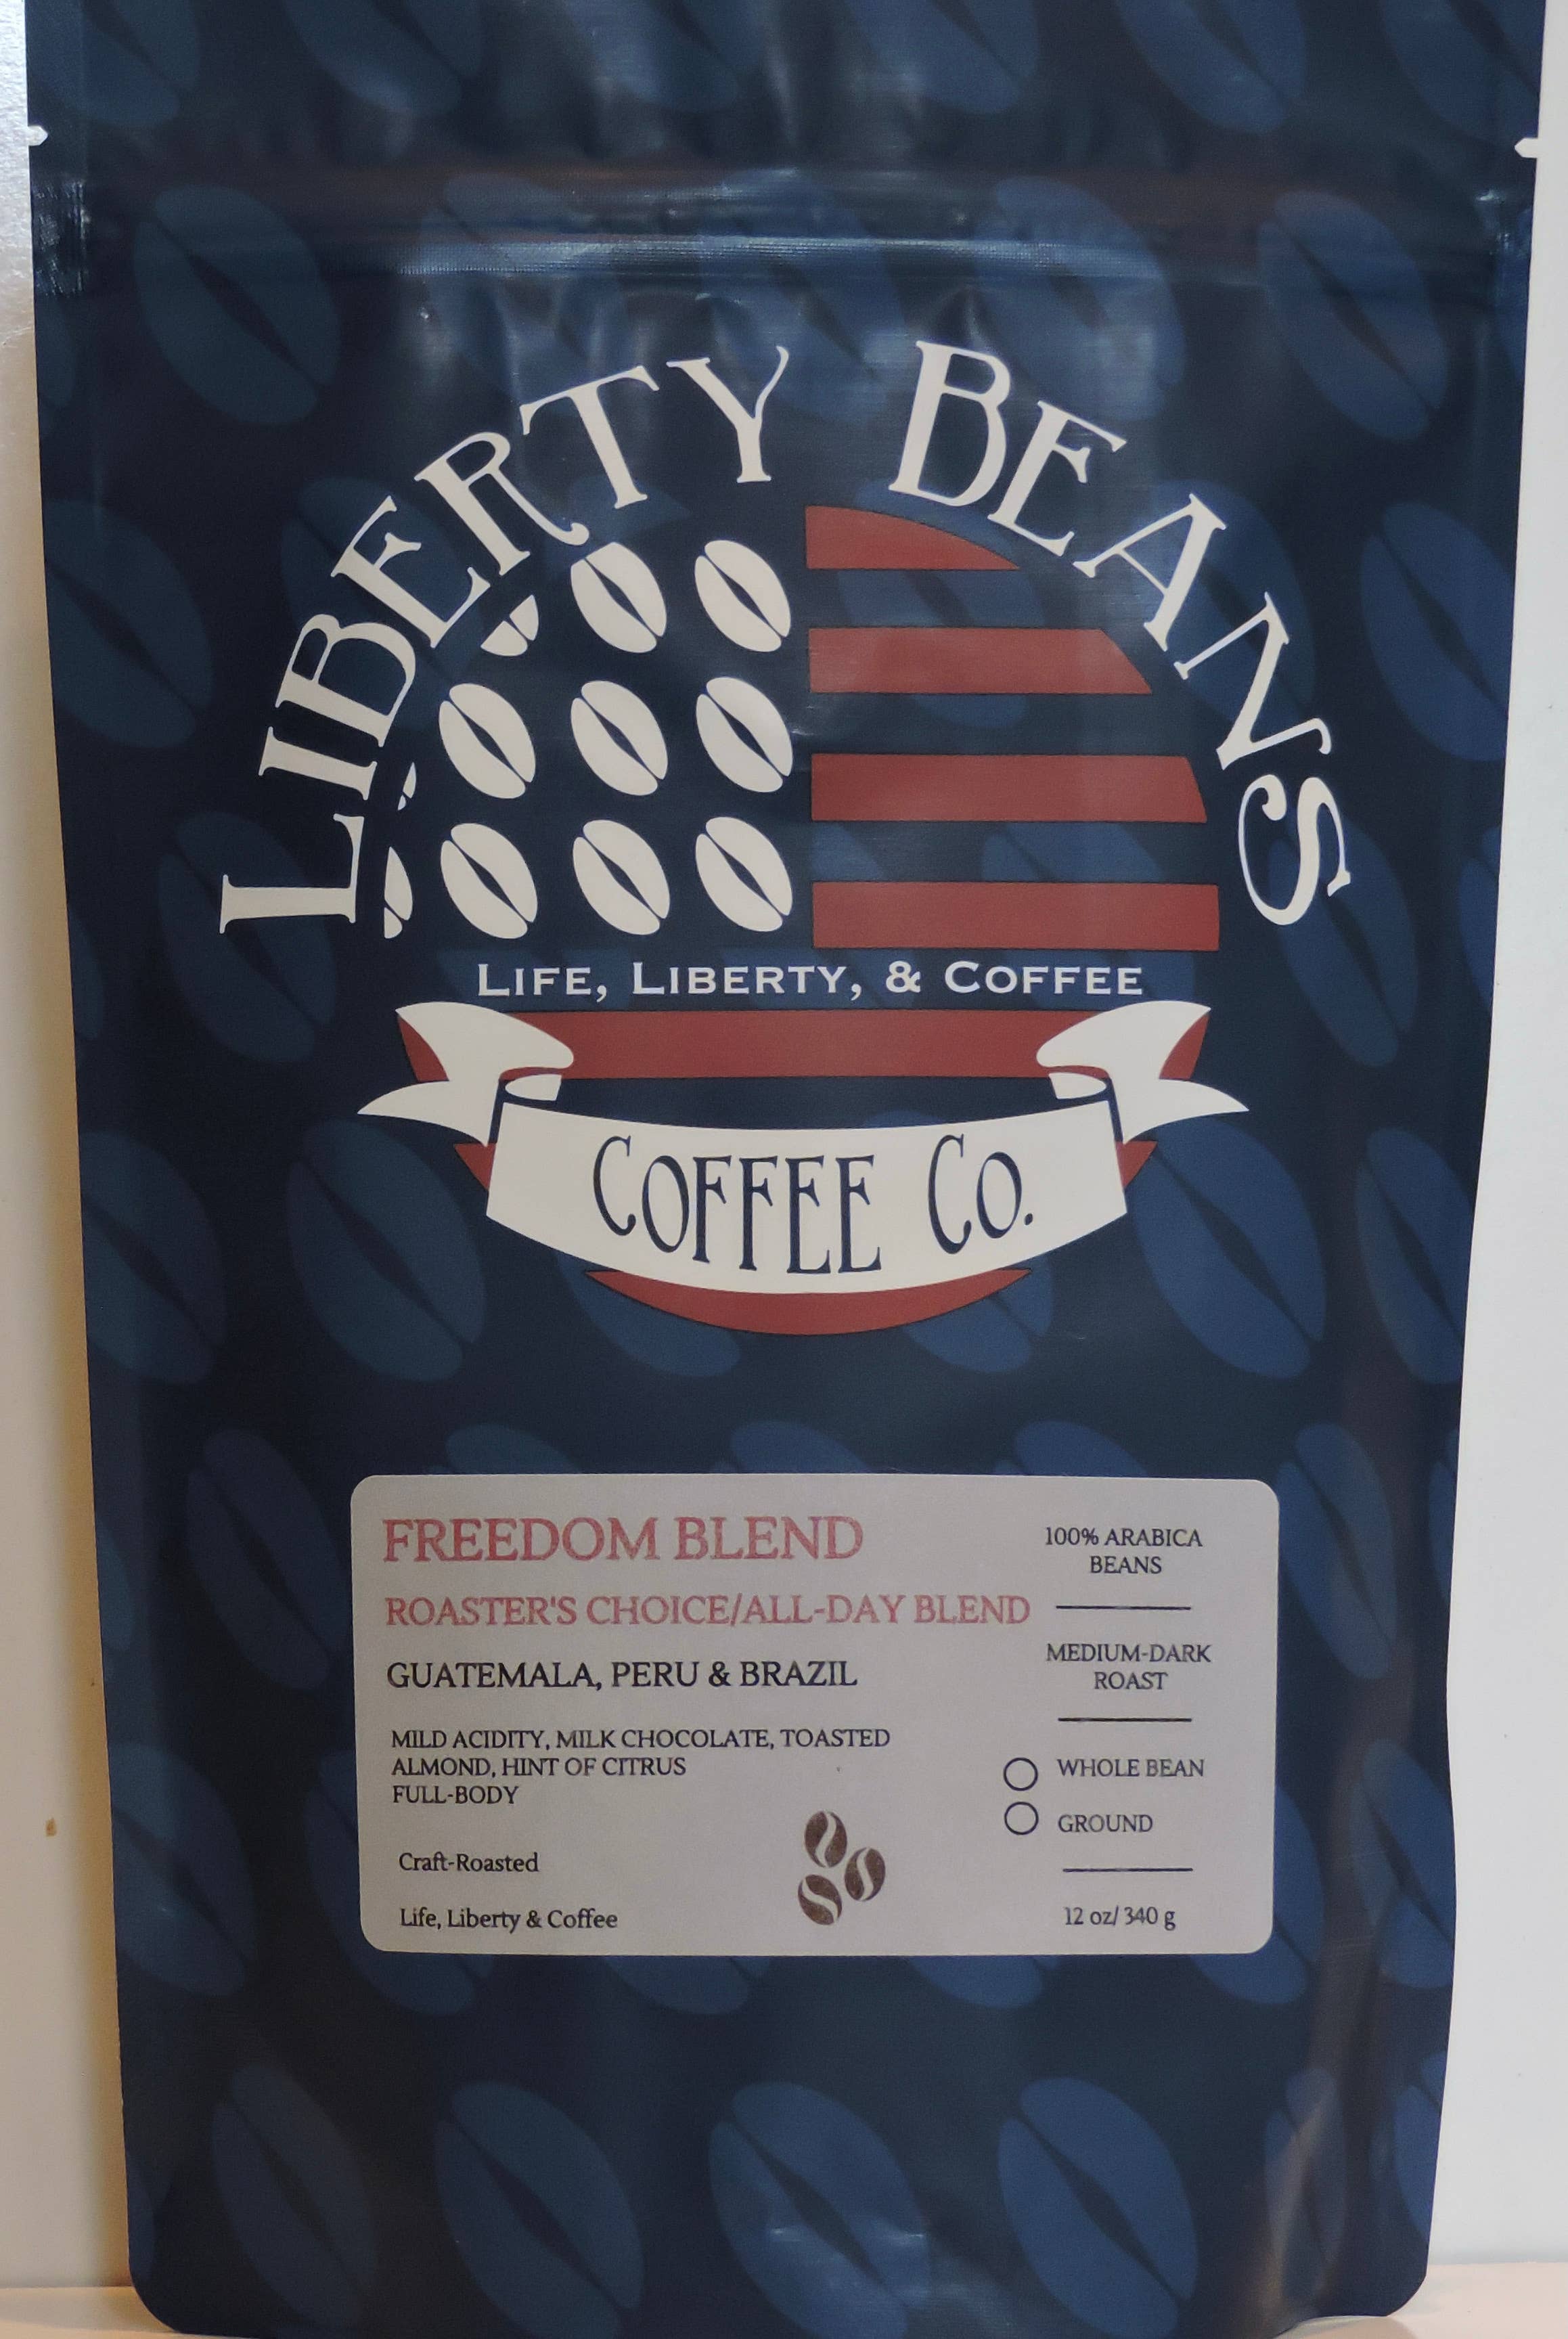 LIBERTY BEANS
LIFE, LIBERTY, & COFFEE
COFFEE CO.
FREEDOM BLEND
ROASTER'S CHOICE/ALL-DAY BLEND
GUATEMALA, PERU & BRAZIL
MILD ACIDITY, MILK CHOCOLATE, TOASTED
ALMOND, HINT OF CITRUS
FULL-BODY
Craft-Roasted
Life, Liberty & Coffee
100% ARABICA
BEANS
MEDIUM-DARK
ROAST
WHOLE BEAN
GROUND
12 oz/ 340 g